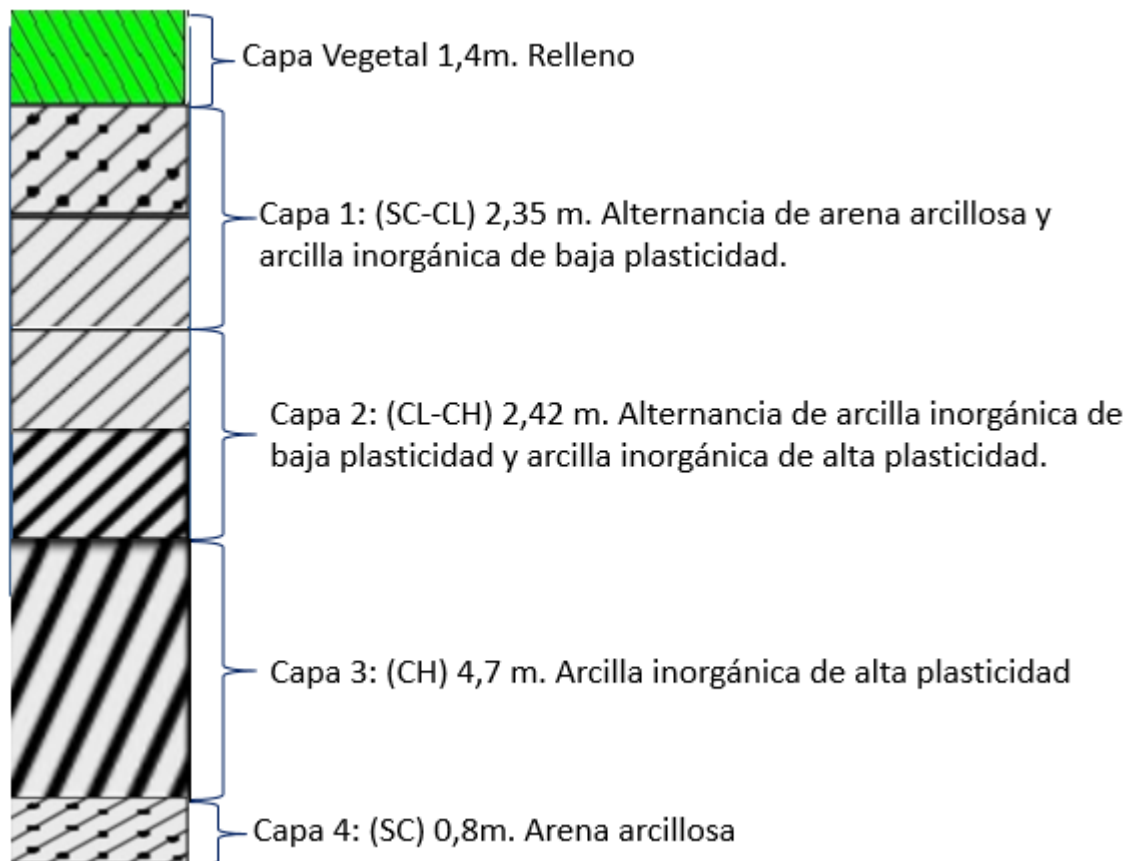 Capa Vegetal 1,4m. Relleno
Capa 1: (SC-CL) 2,35 m. Alternancia de arena arcillosa y
arcilla inorgánica de baja plasticidad.
Capa 2: (CL-CH) 2,42 m. Alternancia de arcilla inorgánica de
baja plasticidad y arcilla inorgánica de alta plasticidad.
Capa 3: (CH) 4,7 m. Arcilla inorgánica de alta plasticidad
Capa 4: (SC) 0,8m. Arena arcillosa